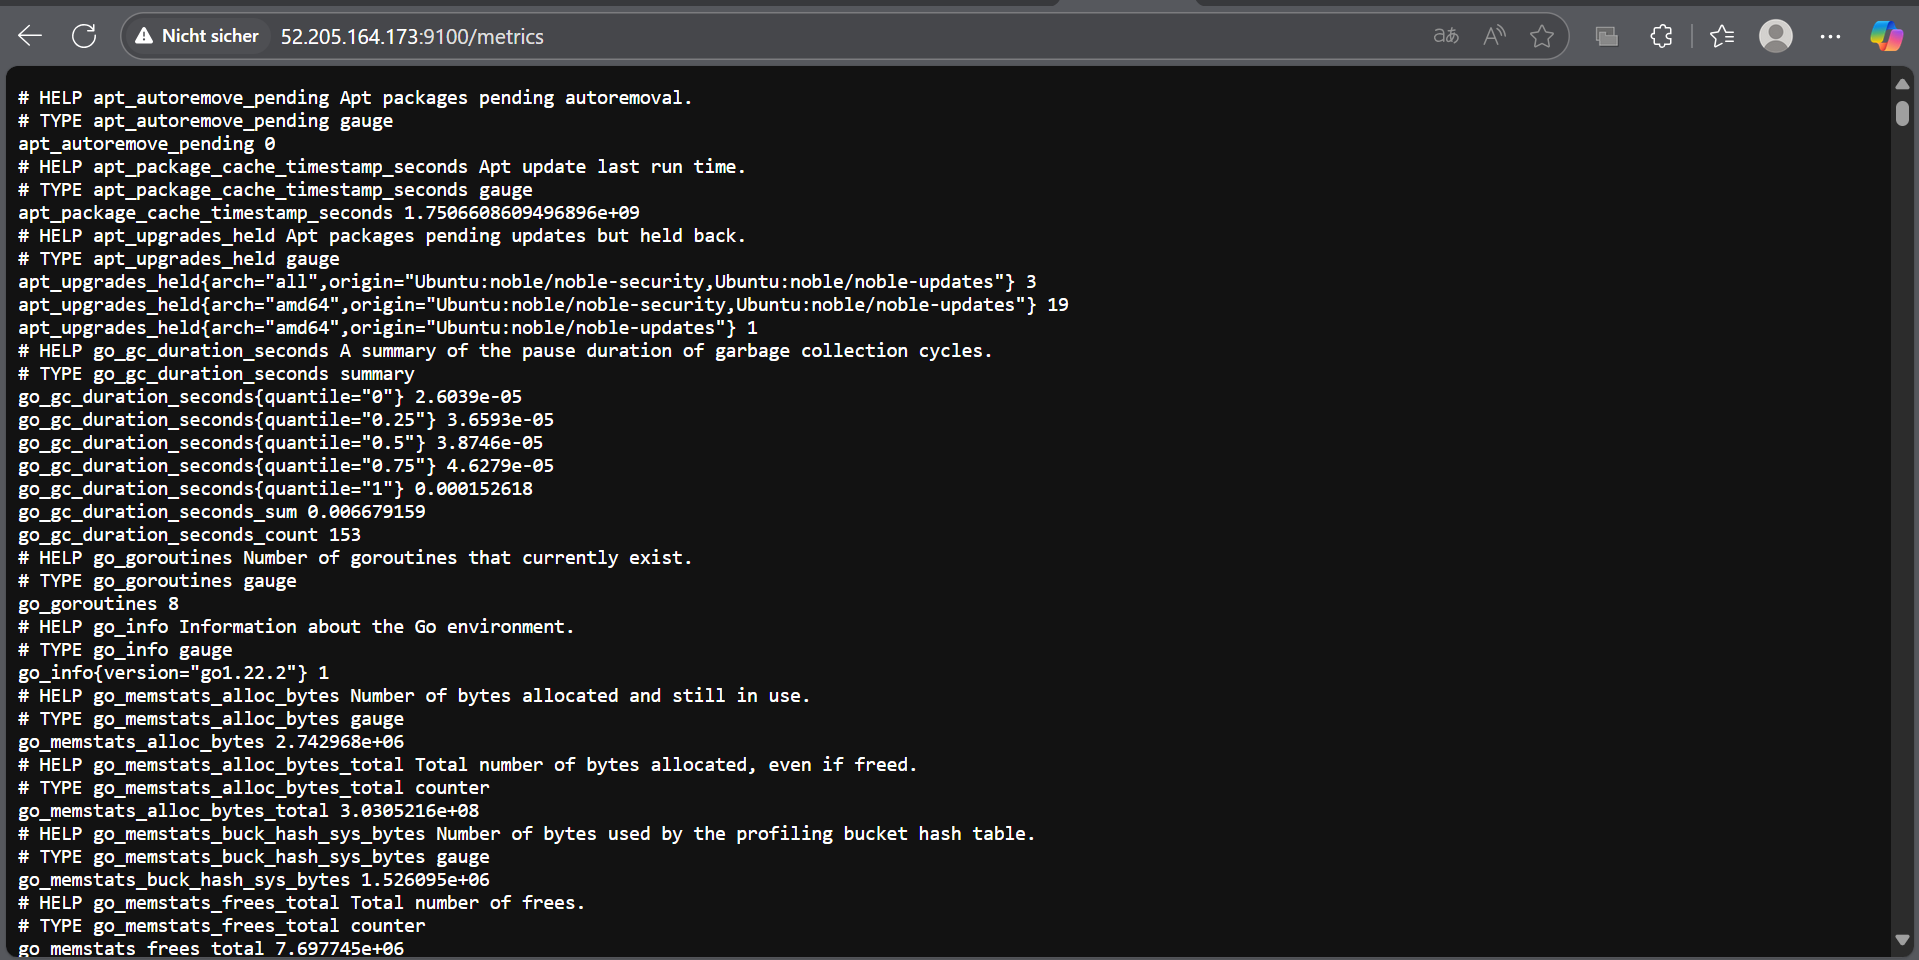 Nicht sicher 52.205.164.173:9100/metrics
# HELP apt_autoremove_pending Apt packages pending autoremoval.
# TYPE apt_autoremove_pending gauge
apt_autoremove_pending 0
# HELP apt_package_cache_timestamp_seconds Apt update last run time.
# TYPE apt_package_cache_timestamp_seconds gauge
apt_package_cache_timestamp_seconds 1.7506608609496896e+09
# HELP apt_upgrades_held Apt packages pending updates but held back.
# TYPE apt_upgrades_held gauge
apt_upgrades_held{arch="all",origin="Ubuntu:noble/noble-security,Ubuntu:noble/noble-updates"} 3
apt_upgrades_held{arch="amd64",origin="Ubuntu:noble/noble-security,Ubuntu:noble/noble-updates"} 19
apt_upgrades_held{arch="amd64",origin="Ubuntu:noble/noble-updates"} 1
# HELP go_gc_duration_seconds A summary of the pause duration of garbage collection cycles.
# TYPE go_gc_duration_seconds summary
go_gc_duration_seconds{quantile="0"} 2.6039e-05
go_gc_duration_seconds{quantile="0.25"} 3.6593e-05
go_gc_duration_seconds{quantile="0.5"} 3.8746e-05
go_gc_duration_seconds{quantile="0.75"} 4.6279e-05
go_gc_duration_seconds{quantile="1"} 0.000152618
go_gc_duration_seconds_sum 0.006679159
go_gc_duration_seconds_count 153
# HELP go_goroutines Number of goroutines that currently exist.
# TYPE go_goroutines gauge
go_goroutines 8
# HELP go_info Information about the Go environment.
# TYPE go_info gauge
go_info{version="go1.22.2"} 1
# HELP go_memstats_alloc_bytes Number of bytes allocated and still in use.
# TYPE go_memstats_alloc_bytes gauge
go_memstats_alloc_bytes 2.742968e+06
# HELP go_memstats_alloc_bytes_total Total number of bytes allocated, even if freed.
# TYPE go_memstats_alloc_bytes_total counter
go_memstats_alloc_bytes_total 3.0305216e+08
# HELP go_memstats_buck_hash_sys_bytes Number of bytes used by the profiling bucket hash table.
# TYPE go_memstats_buck_hash_sys_bytes gauge
go_memstats_buck_hash_sys_bytes 1.526095e+06
# HELP go_memstats_frees_total Total number of frees.
# TYPE go_memstats_frees_total counter
go_memstats_frees_total 7.697745e+06